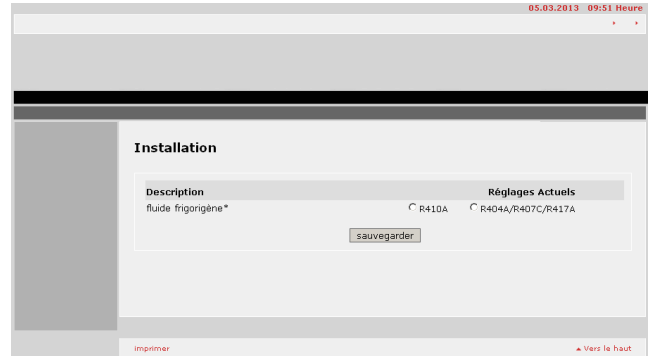 05.03.2013 09:51 Heure
Installation
Description Réglages Actuels
fluide frigorigène* R410A R404A/R407C/R417A
sauvegarder
imprimer Vers le haut